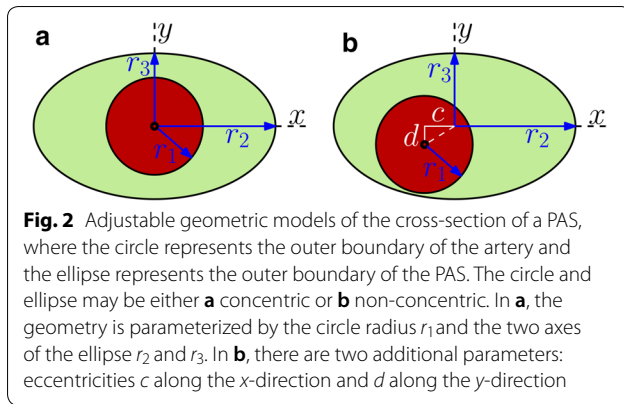 a
y
r3
x
r2
r1
b
y
r3
c
x
d
r2
r1
Fig. 2 Adjustable geometric models of the cross-section of a PAS,
where the circle represents the outer boundary of the artery and
the ellipse represents the outer boundary of the PAS. The circle and
ellipse may be either a concentric or b non-concentric. In a, the
geometry is parameterized by the circle radius r1 and the two axes
of the ellipse r2 and r3. In b, there are two additional parameters:
eccentricities c along the x-direction and d along the y-direction